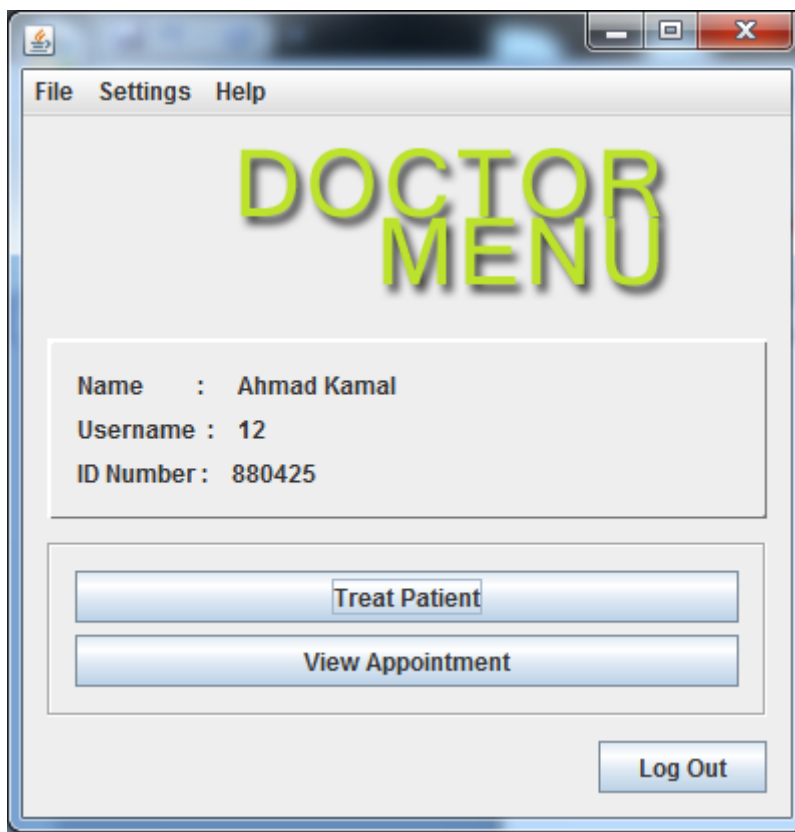 File Settings Help
DOCTOR
MENU
Name : Ahmad Kamal
Username : 12
ID Number : 880425
Treat Patient
View Appointment
Log Out